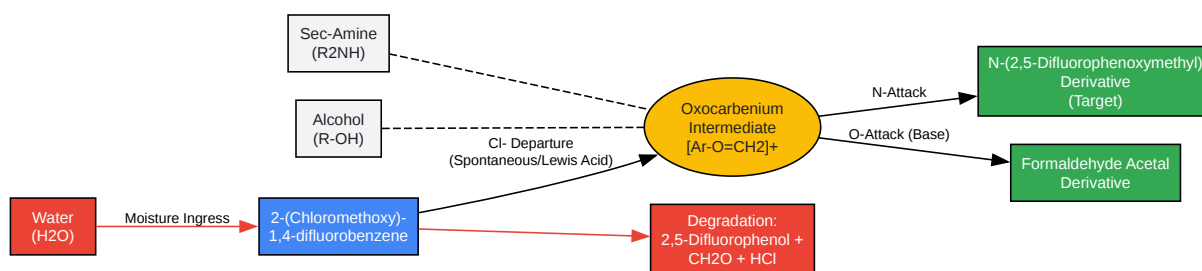 Sec-Amine
(R2NH)
Alcohol
(R-OH)
Water
(H2O)
Moisture Ingress
2-(Chloromethoxy)-
1,4-difluorobenzene
Cl- Departure
(Spontaneous/Lewis Acid)
Oxocarbenium
Intermediate
[Ar-O=CH2]+
Degradation:
2,5-Difluorophenol +
CH2O + HCl
N-Attack
O-Attack (Base)
N-(2,5-Difluorophenoxymethyl)
Derivative
(Target)
Formaldehyde Acetal
Derivative